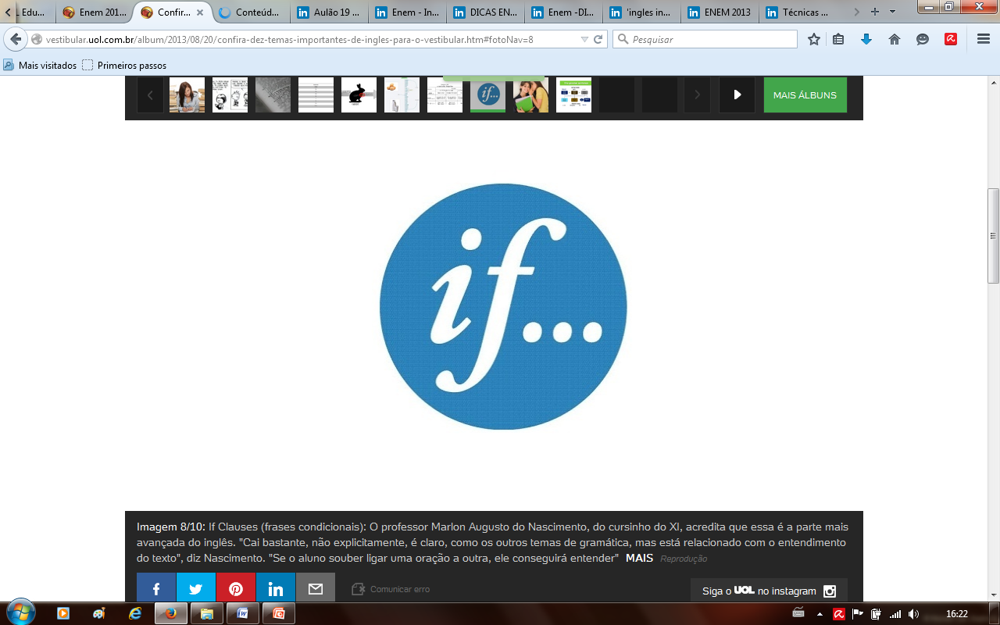 L Edu...
Enem 201...
Confir...
Conteúd...
Aulão 19 ...
Enem - In...
DICAS EN...
Enem -DI...
'ingles in...
ENEM 2013
Técnicas ...
vestibular.uol.com.br/album/2013/08/20/confira-dez-temas-importantes-de-ingles-para-o-vestibular.htm#fotoNav=8
Pesquisar
Mais visitados
Primeiros passos
MAIS ÁLBUNS
if...
if...
Imagem 8/10: If Clauses (frases condicionais): O professor Marlon Augusto do Nascimento, do cursinho do XI, acredita que essa é a parte mais
avançada do inglês. "Cai bastante, não explicitamente, é claro, como os outros temas de gramática, mas está relacionado com o entendimento
do texto", diz Nascimento. "Se o aluno souber ligar uma oração a outra, ele conseguirá entender" MAIS Reprodução
Comunicar erro
Siga o UOL no instagram
16:22